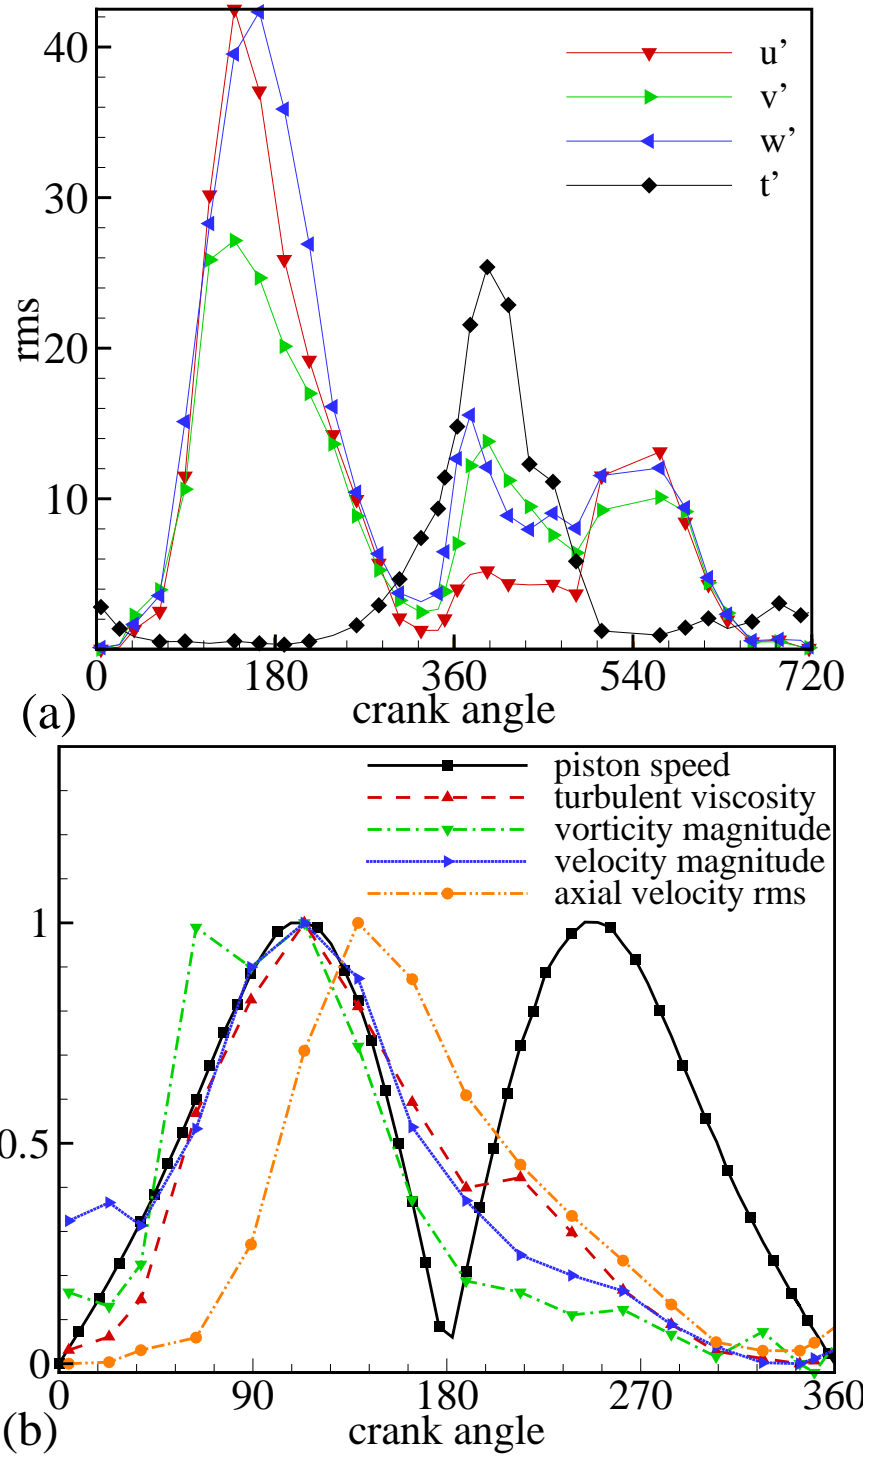 40
30
20
10
rms
u’
v’
w’
t’
0 180 360 540 720
(a) crank angle
piston speed
turbulent viscosity
vorticity magnitude
velocity magnitude
axial velocity rms
1
0.5
0
0 90 180 270 360
(b) crank angle